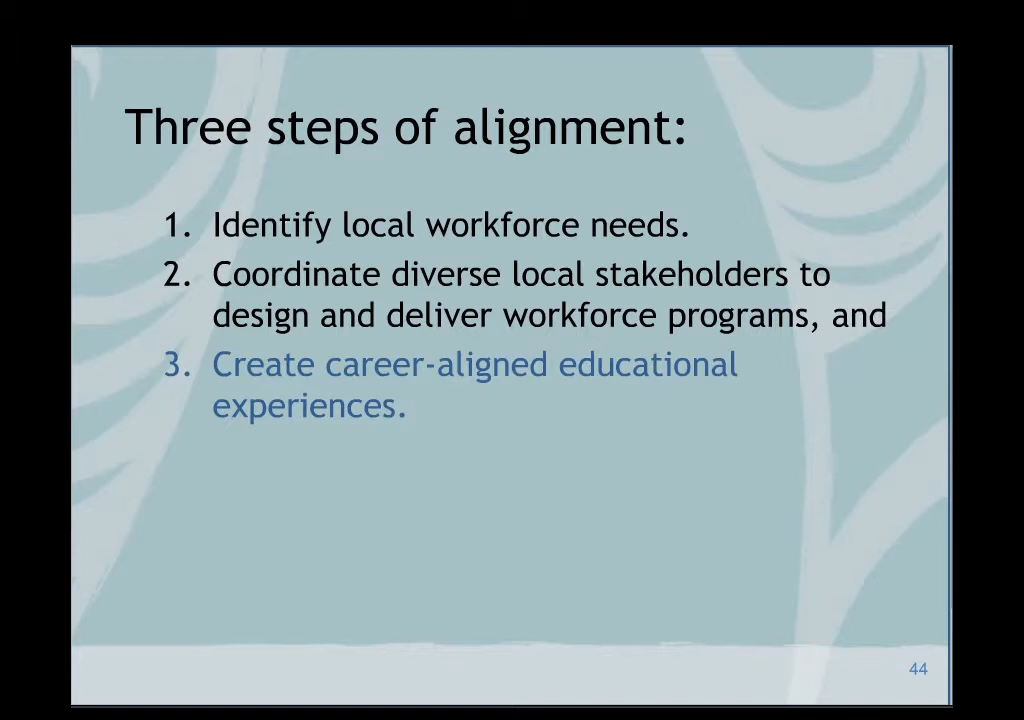 Three steps of alignment:
1. Identify local workforce needs.
2. Coordinate diverse local stakeholders to
design and deliver workforce programs, and
3. Create career-aligned educational
experiences.
44